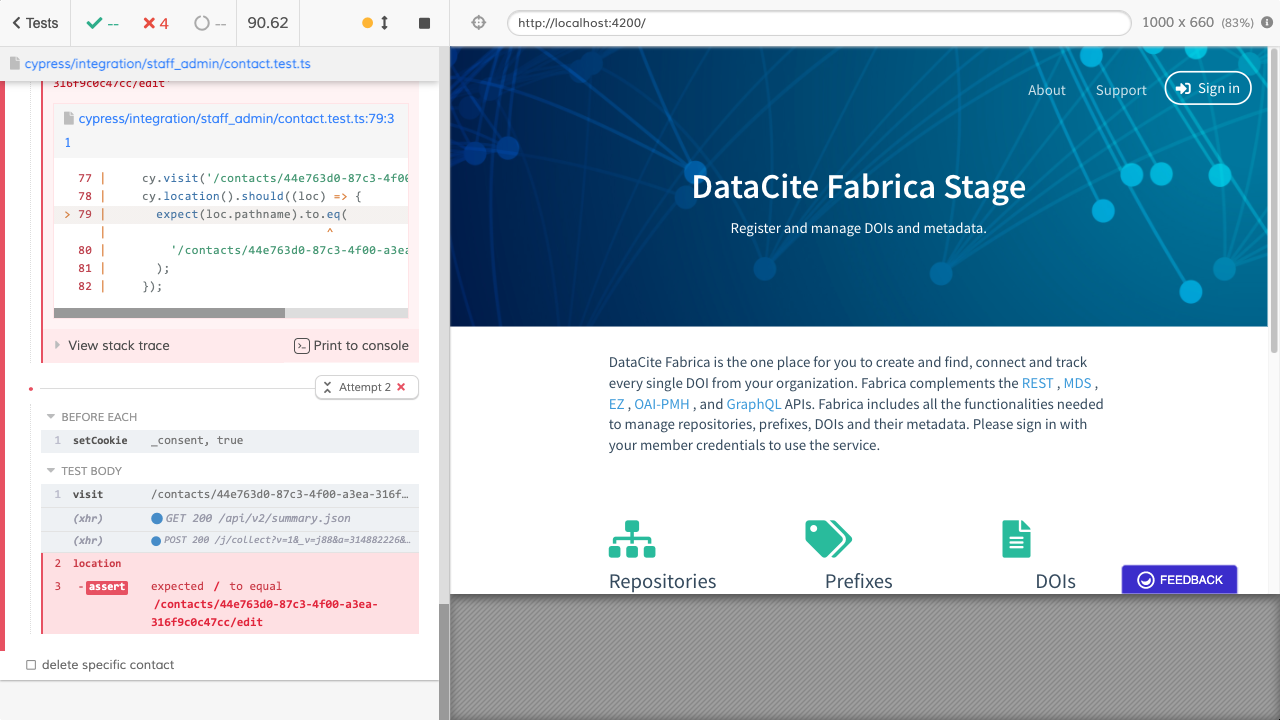 Tests
--
4
--
90.62
cypress/integration/staff_admin/contact.test.ts
316f9c0c47cc/edit
cypress/integration/staff_admin/contact.test.ts:79:3
1
77 | cy.visit('/contacts/44e763d0-87c3-4f00
78 | cy.location().should((loc) => {
> 79 | expect(loc.pathname).to.eq(
| ^
80 | '/contacts/44e763d0-87c3-4f00-a3ea
81 | );
82 | });
View stack trace
Print to console
Attempt 2
BEFORE EACH
1 setCookie _consent, true
TEST BODY
1 visit /contacts/44e763d0-87c3-4f00-a3ea-316f…
(xhr) GET 200 /api/v2/summary.json
(xhr) POST 200 /j/collect?v=1&_v=j88&a=314882226&…
2 location
3 -assert expected / to equal
/contacts/44e763d0-87c3-4f00-a3ea-
316f9c0c47cc/edit
delete specific contact
http://localhost:4200/
1000 x 660 (83%)
About
Support
Sign in
DataCite Fabrica Stage
Register and manage DOIs and metadata.
DataCite Fabrica is the one place for you to create and find, connect and track
every single DOI from your organization. Fabrica complements the REST , MDS ,
EZ , OAI-PMH , and GraphQL APIs. Fabrica includes all the functionalities needed
to manage repositories, prefixes, DOIs and their metadata. Please sign in with
your member credentials to use the service.
Repositories
Prefixes
DOIs
FEEDBACK